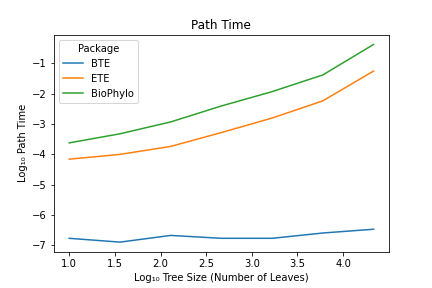 Path Time
Package
BTE
ETE
BioPhylo
−1
−2
−3
−4
−5
−6
−7
Log₁₀ Path Time
1.0 1.5 2.0 2.5 3.0 3.5 4.0
Log₁₀ Tree Size (Number of Leaves)